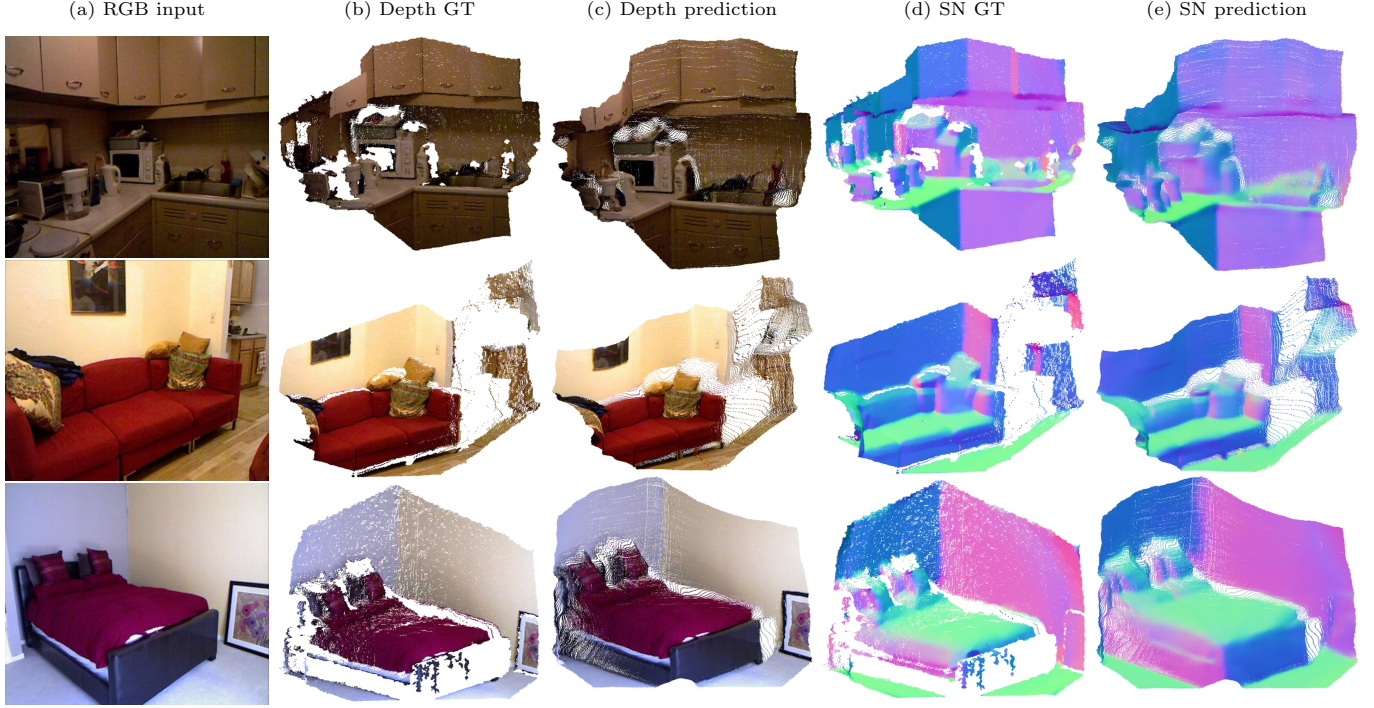 (a) RGB input
(b) Depth GT
(c) Depth prediction
(d) SN GT
(e) SN prediction